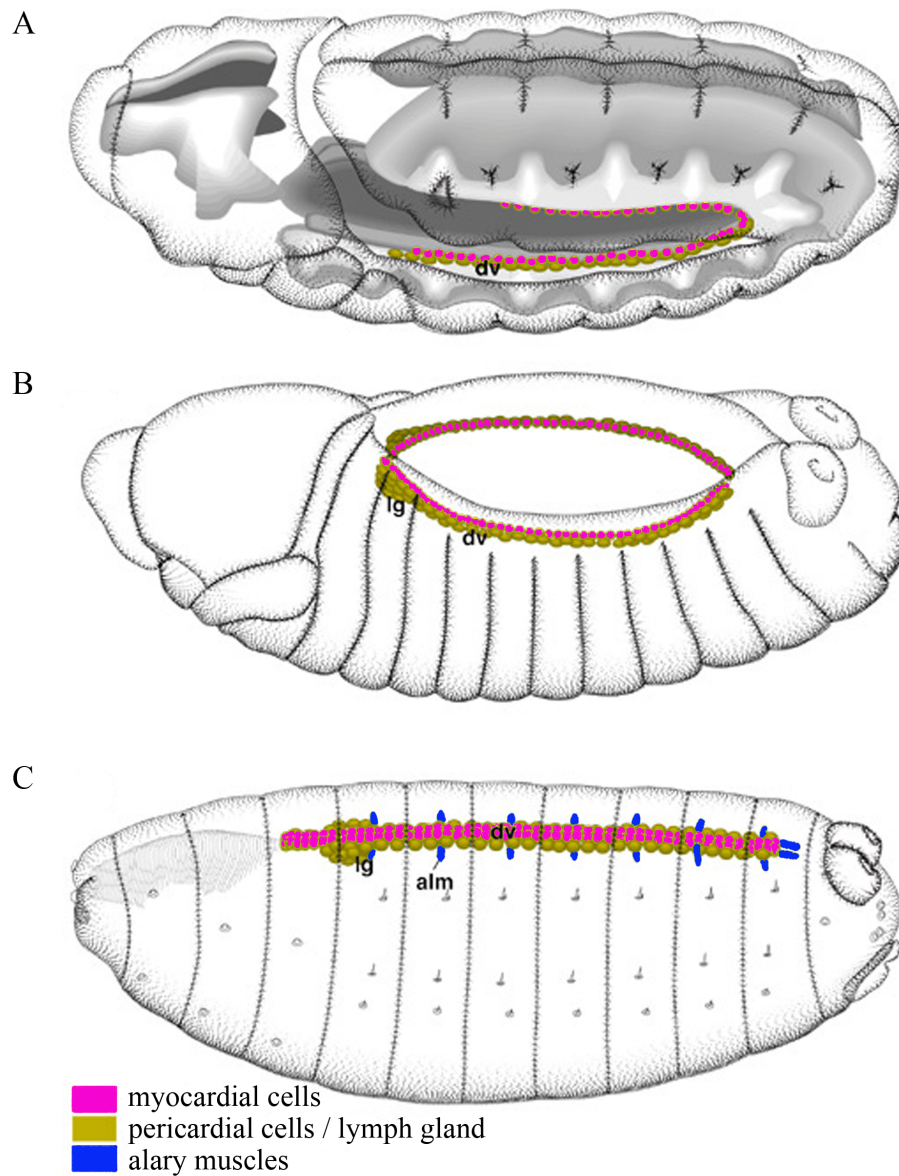 A
dv
B
lg
dv
C
dv
lg
alm
myocardial cells
pericardial cells / lymph gland
alary muscles